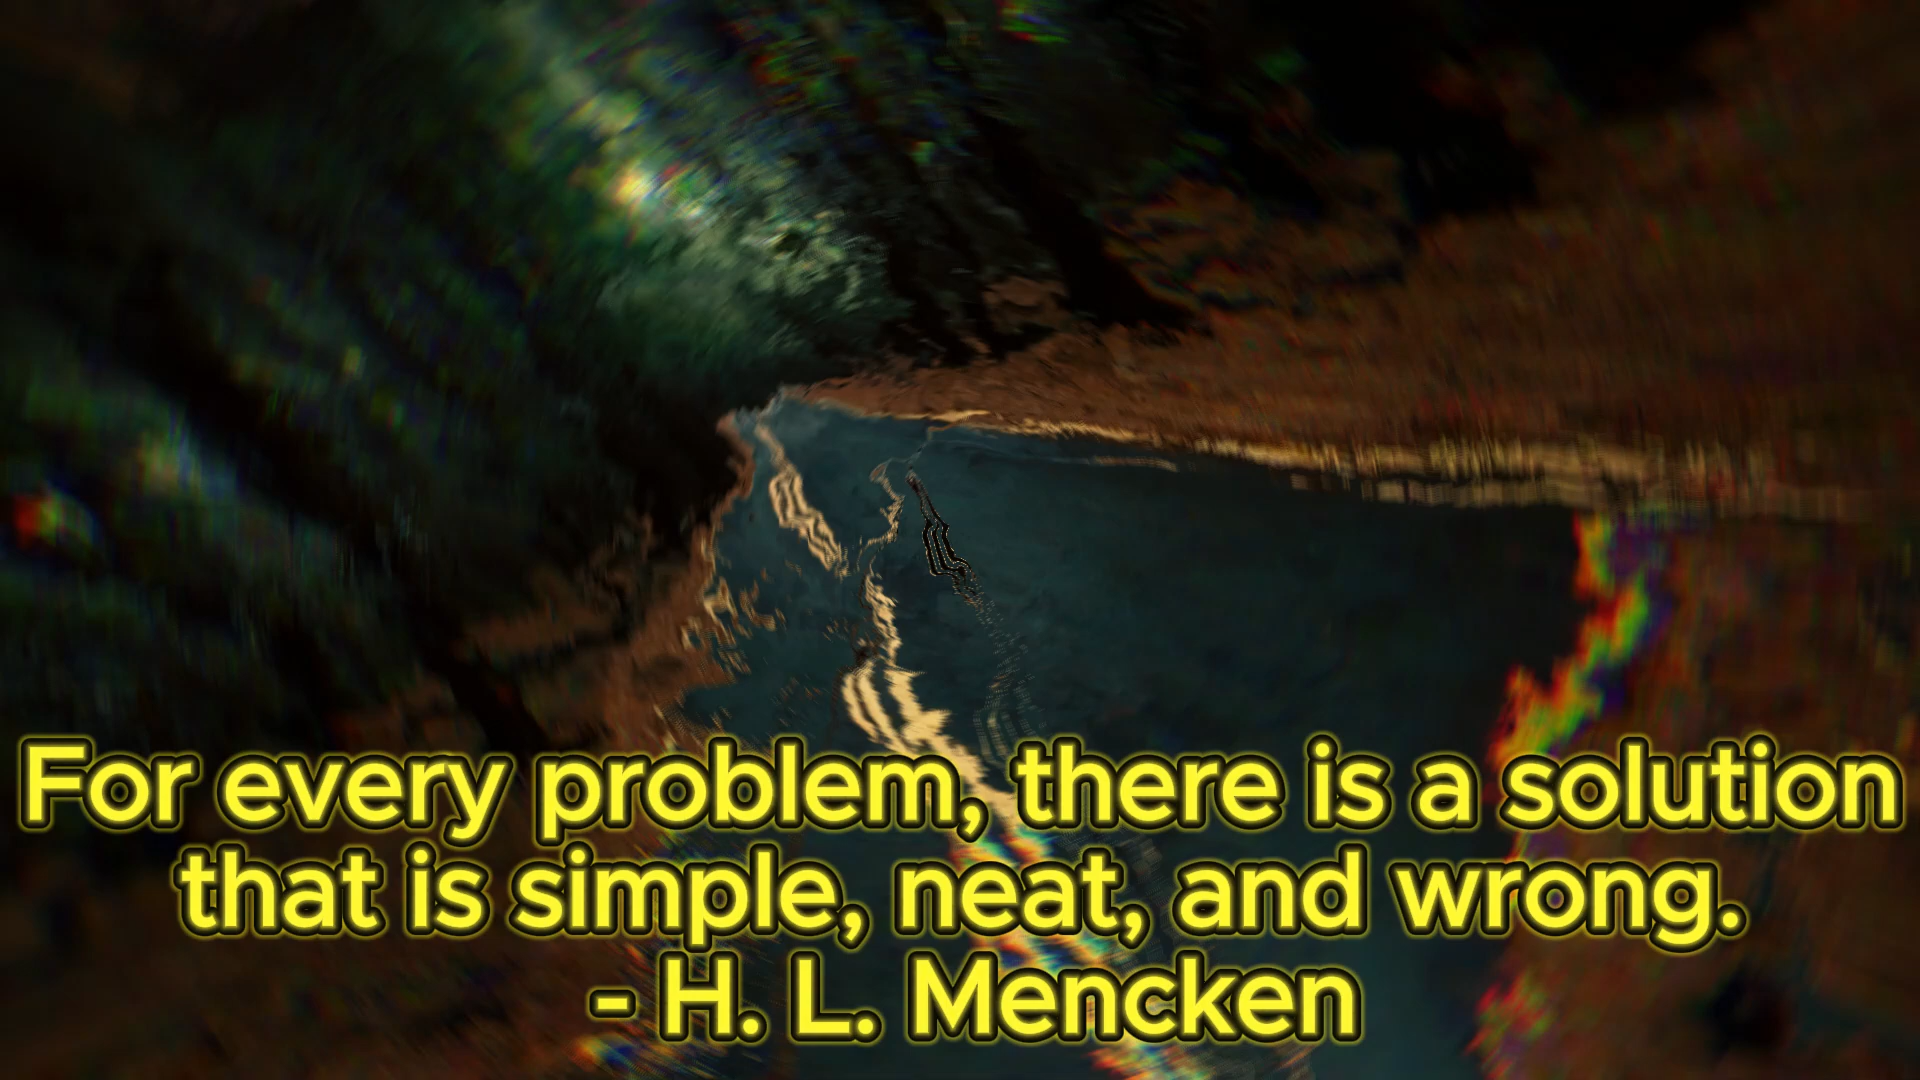 For every problem, there is a solution
that is simple, neat, and wrong.
- H. L. Mencken